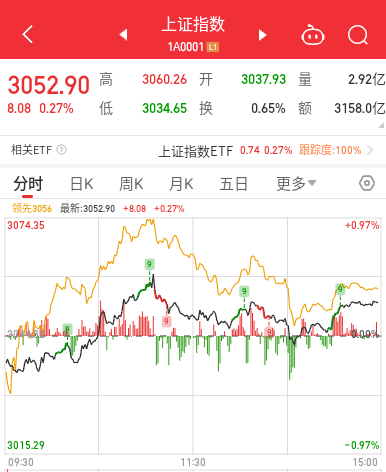 上证指数
1A0001 L1
3052.90 高 3060.26 开 3037.93 量 2.92亿
8.08 0.27% 低 3034.65 换 0.65% 额 3158.0亿
相关ETF ? 上证指数ETF 0.74 0.27% 跟踪度:100%
分时 日K 周K 月K 五日 更多
领先3056 最新:3052.90 +8.08 +0.27%
3074.35 +0.97%
9
9
9
9
9
8
0.00%
3015.29 -0.97%
09:30 11:30 15:00